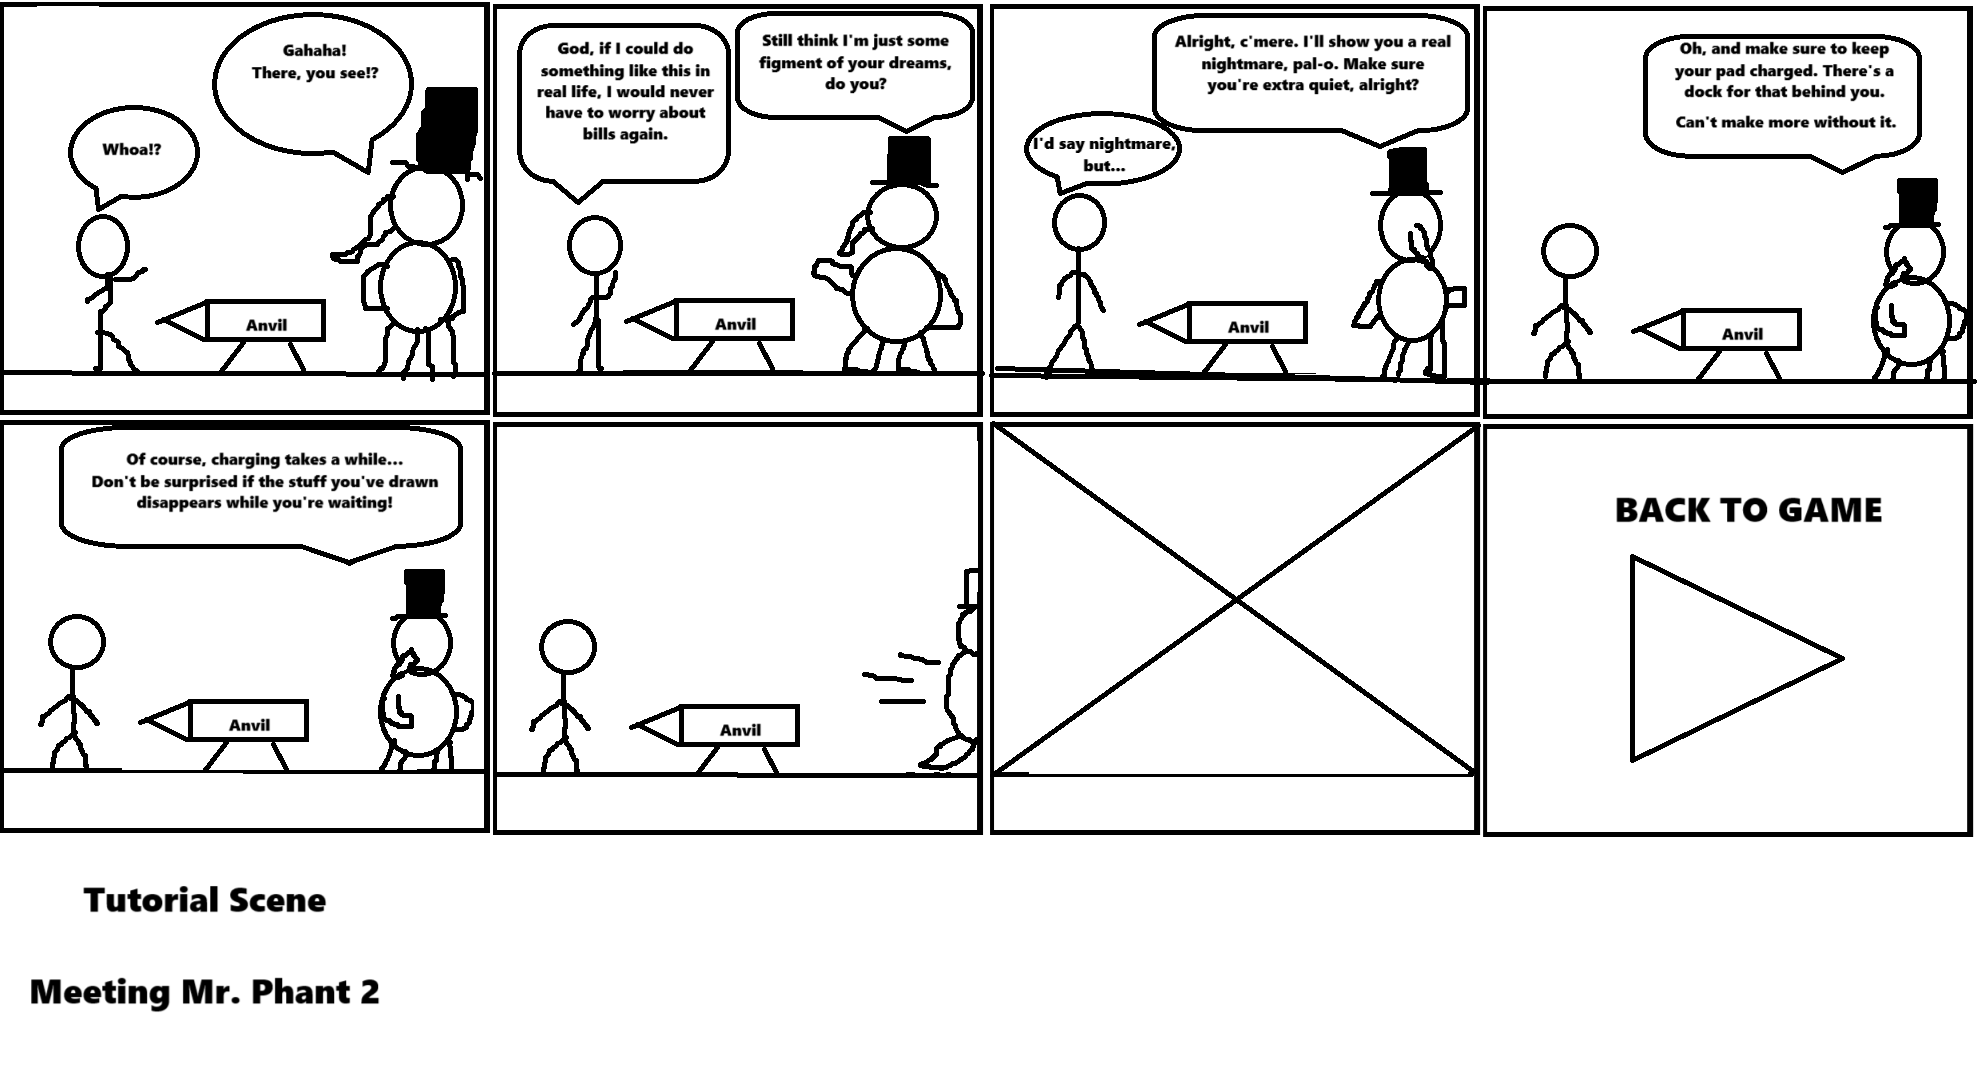 Gahaha!
There, you see!?
Whoa!?
Anvil
God, if I could do
something like this in
real life, I would never
have to worry about
bills again.
Still think I'm just some
figment of your dreams,
do you?
Anvil
Alright, c'mere. I'll show you a real
nightmare, pal-o. Make sure
you're extra quiet, alright?
I'd say nightmare,
but...
Anvil
Oh, and make sure to keep
your pad charged. There's a
dock for that behind you.
Can't make more without it.
Anvil
Of course, charging takes a while...
Don't be surprised if the stuff you've drawn
disappears while you're waiting!
Anvil
Anvil
BACK TO GAME
Tutorial Scene
Meeting Mr. Phant 2